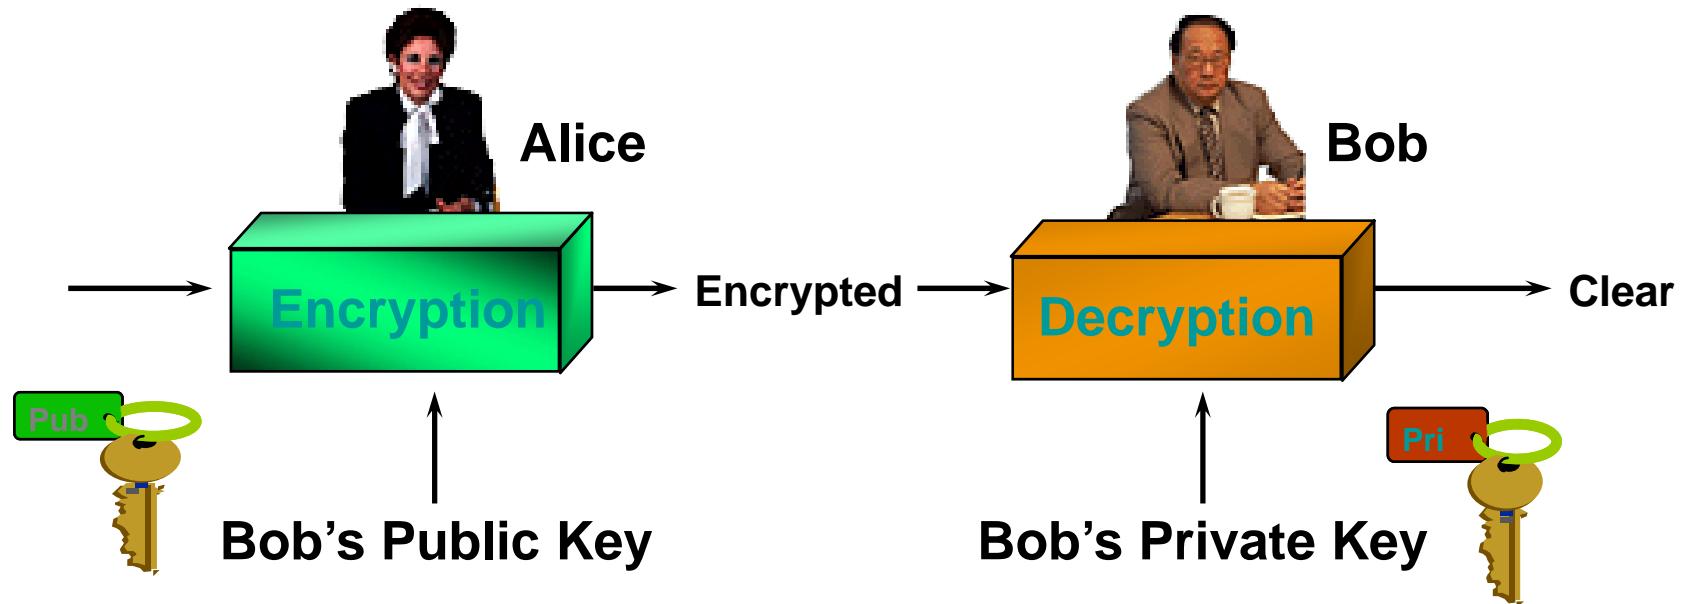 Alice
Bob
Encryption
Encrypted
Decryption
Clear
Pub
Pri
Bob’s Public Key
Bob’s Private Key